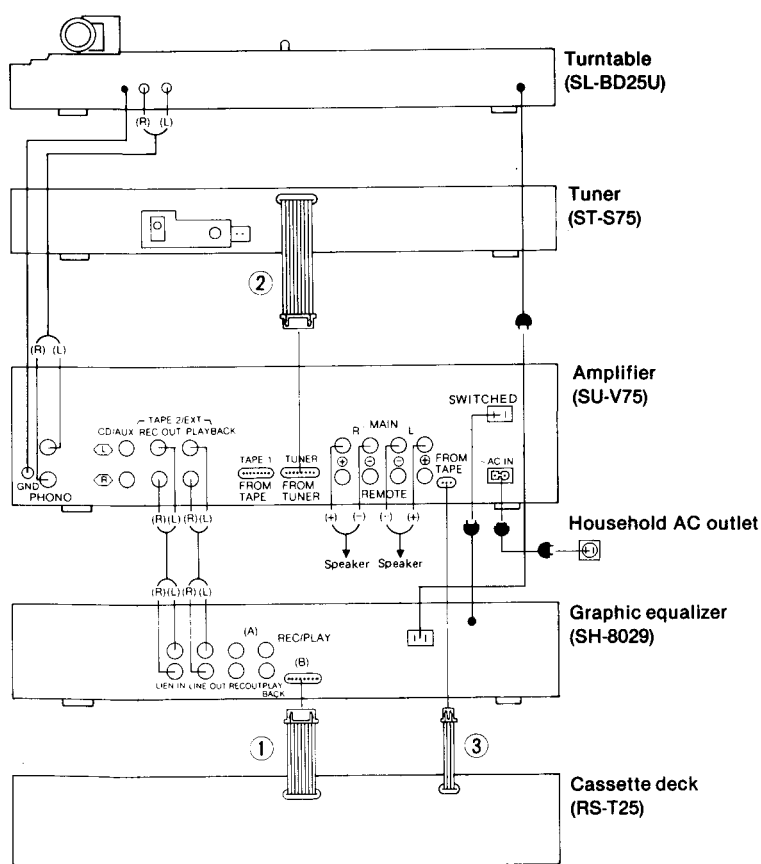 Turntable
(SL-BD25U)
(R) (L)
Tuner
(ST-S75)
②
(R) (L)
Amplifier
(SU-V75)
SWITCHED
TAPE 2/EXT
CD/AUX REC OUT PLAYBACK
R MAIN L
L
TAPE 1 TUNER
FROM TAPE
AC IN
⊕ ⊖ ⊖ ⊕
R
GND
PHONO
FROM TAPE
FROM TUNER
REMOTE
(R)(L) (R)(L)
(+) (−) (−) (+)
Household AC outlet
Speaker Speaker
(R)(L) (R)(L)
Graphic equalizer
(SH-8029)
(A)
REC/PLAY
(B)
LIEN IN LINE OUT RECOUT PLAY BACK
① ③
Cassette deck
(RS-T25)